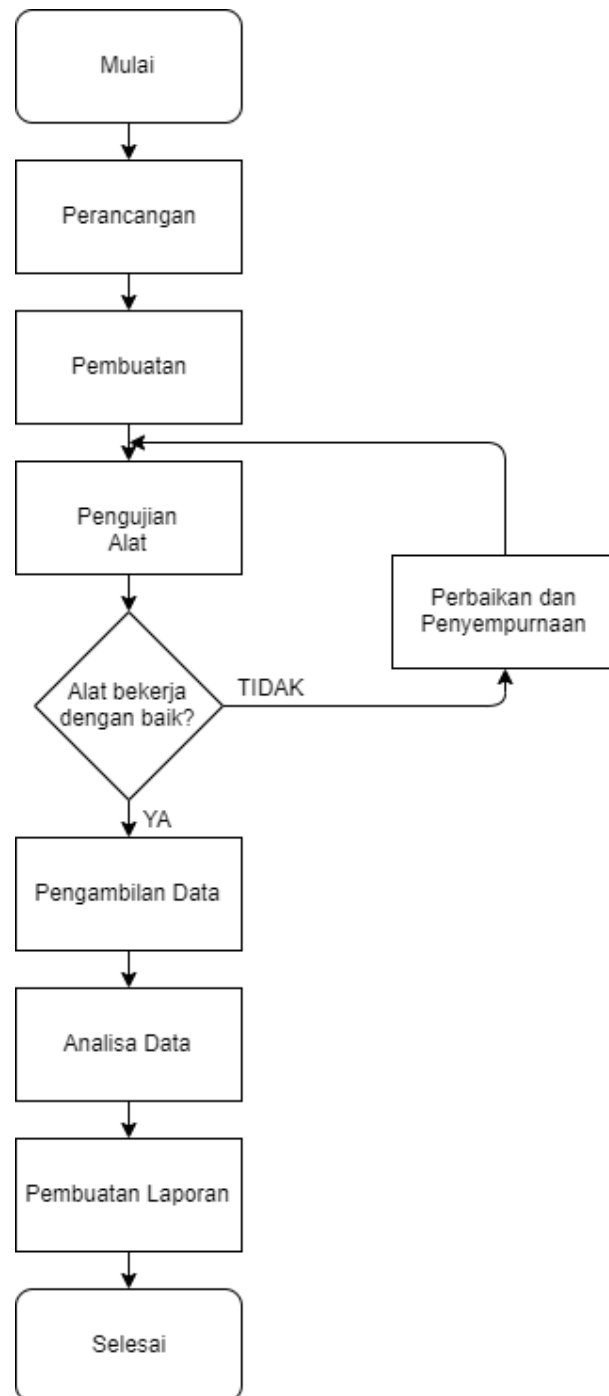 Mulai
Perancangan
Pembuatan
Pengujian
Alat
Perbaikan dan
Penyempurnaan
Alat bekerja
dengan baik?
TIDAK
YA
Pengambilan Data
Analisa Data
Pembuatan Laporan
Selesai